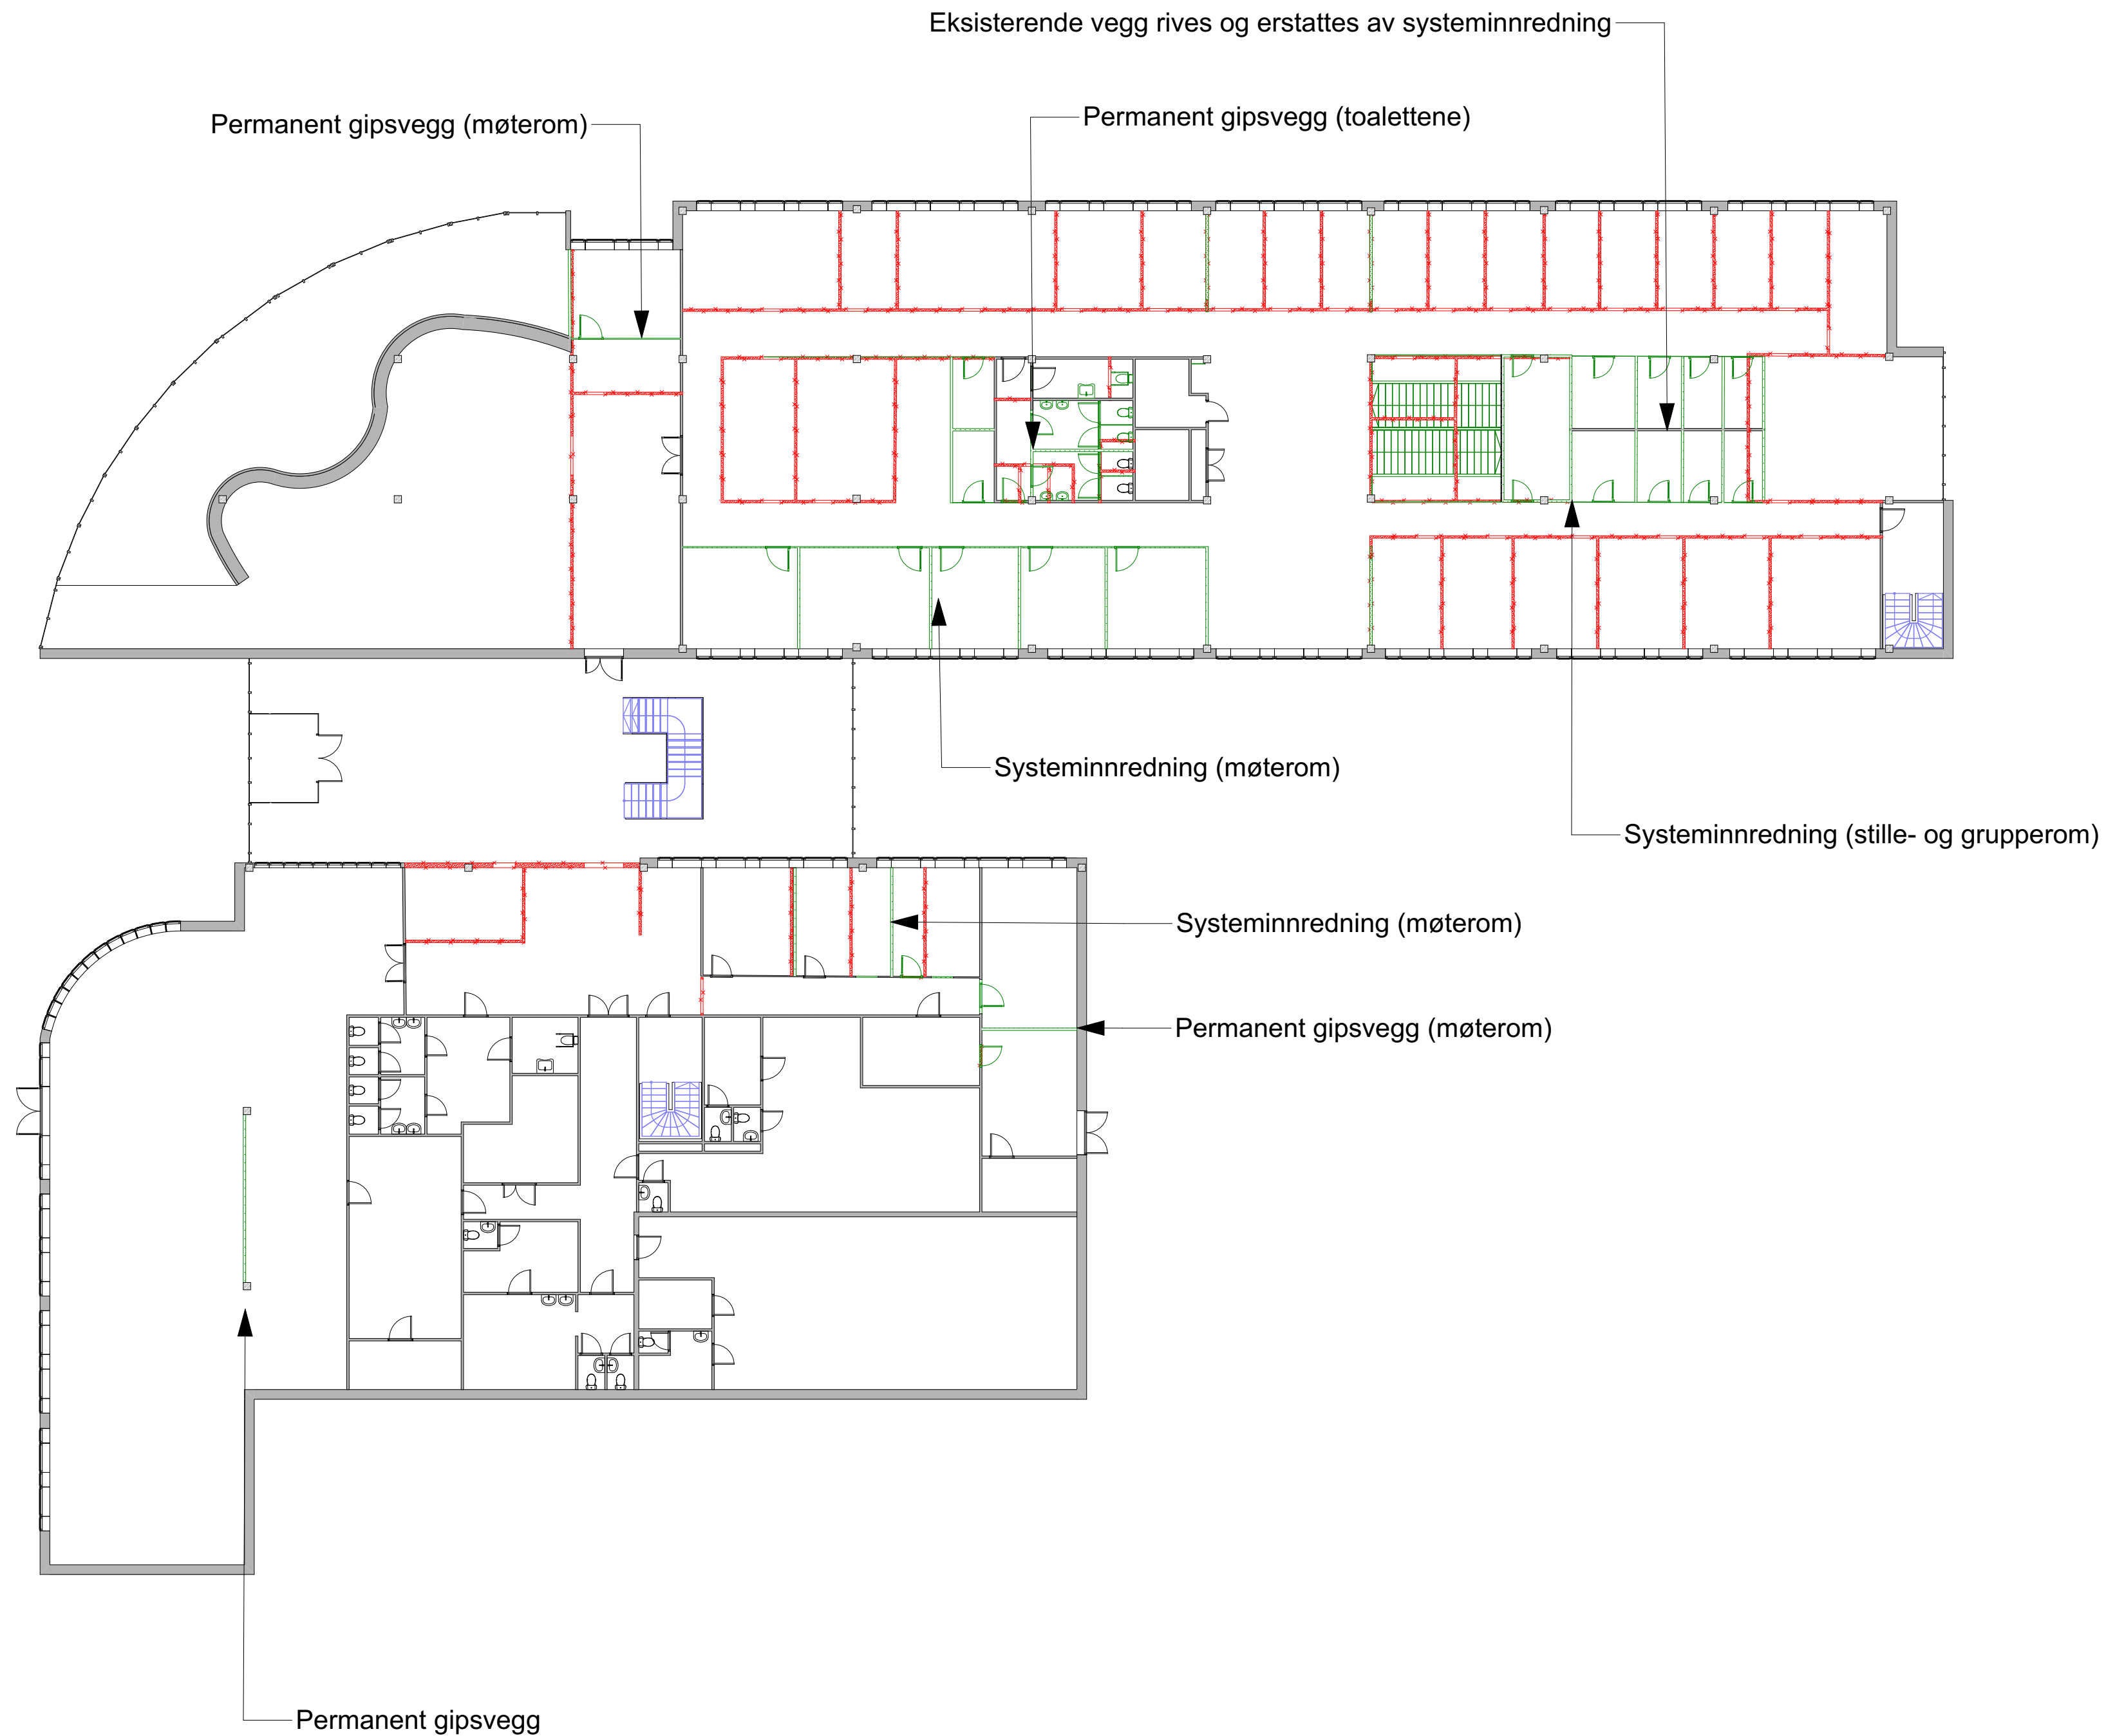 Eksisterende vegg rives og erstattes av systeminnredning
Permanent gipsvegg (møterom)
Permanent gipsvegg (toalettene)
Systeminnredning (møterom)
Systeminnredning (stille- og grupperom)
Systeminnredning (møterom)
Permanent gipsvegg (møterom)
Permanent gipsvegg